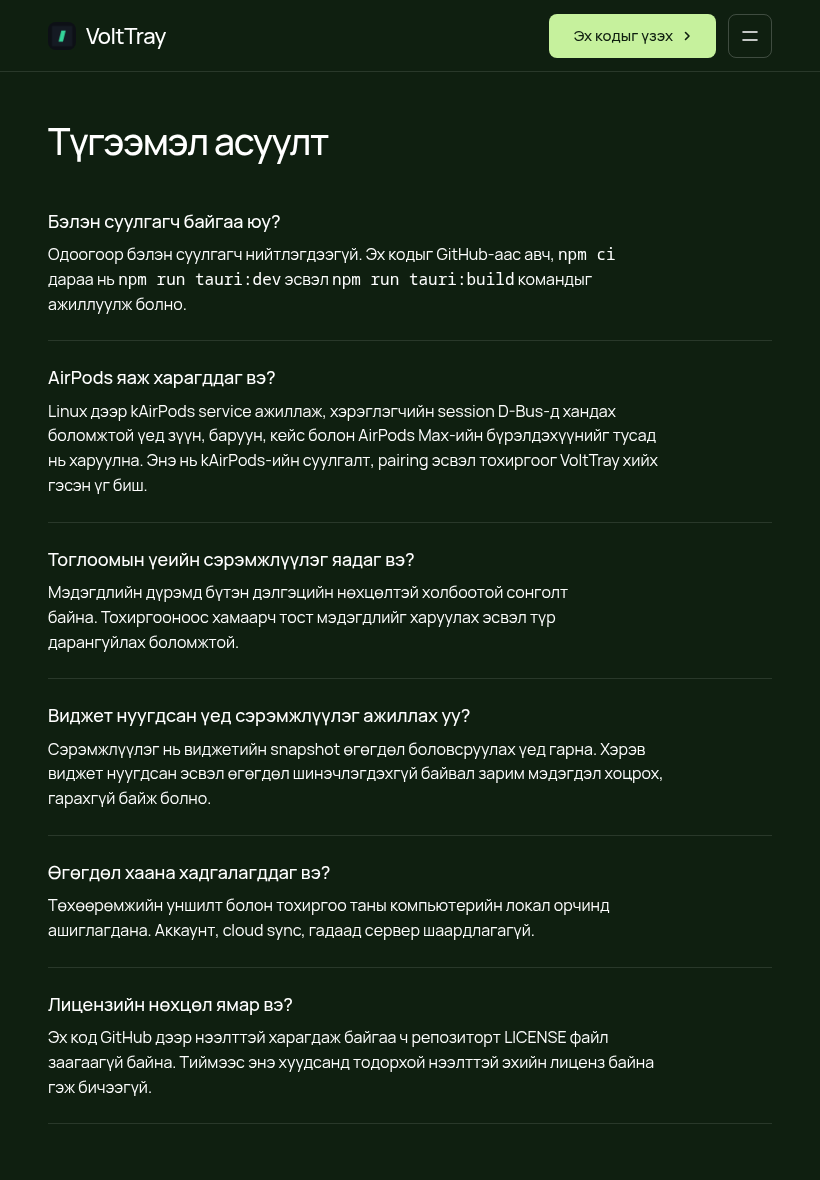 VoltTray
Эх кодыг үзэх
Түгээмэл асуулт
Бэлэн суулгагч байгаа юу?
Одоогоор бэлэн суулгагч нийтлэгдээгүй. Эх кодыг GitHub-аас авч, npm ci
дараа нь npm run tauri:dev эсвэл npm run tauri:build командыг
ажиллуулж болно.
AirPods яаж харагддаг вэ?
Linux дээр kAirPods service ажиллаж, хэрэглэгчийн session D-Bus-д хандах
боломжтой үед зүүн, баруун, кейс болон AirPods Max-ийн бүрэлдэхүүнийг тусад
нь харуулна. Энэ нь kAirPods-ийн суулгалт, pairing эсвэл тохиргоог VoltTray хийх
гэсэн үг биш.
Тоглоомын үеийн сэрэмжлүүлэг яадаг вэ?
Мэдэгдлийн дүрэмд бүтэн дэлгэцийн нөхцөлтэй холбоотой сонголт
байна. Тохиргооноос хамаарч тост мэдэгдлийг харуулах эсвэл түр
дарангуйлах боломжтой.
Виджет нуугдсан үед сэрэмжлүүлэг ажиллах уу?
Сэрэмжлүүлэг нь виджетийн snapshot өгөгдөл боловсруулах үед гарна. Хэрэв
виджет нуугдсан эсвэл өгөгдөл шинэчлэгдэхгүй байвал зарим мэдэгдэл хоцрох,
гарахгүй байж болно.
Өгөгдөл хаана хадгалагддаг вэ?
Төхөөрөмжийн уншилт болон тохиргоо таны компьютерийн локал орчинд
ашиглагдана. Аккаунт, cloud sync, гадаад сервер шаардлагагүй.
Лицензийн нөхцөл ямар вэ?
Эх код GitHub дээр нээлттэй харагдаж байгаа ч репозиторт LICENSE файл
заагаагүй байна. Тиймээс энэ хуудсанд тодорхой нээлттэй эхийн лиценз байна
гэж бичээгүй.